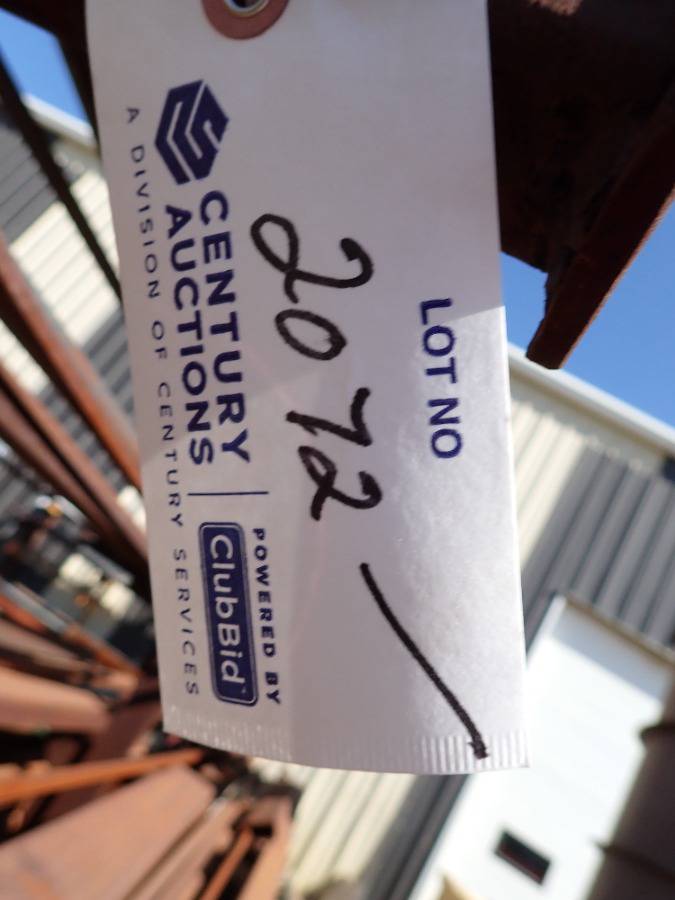 LOT NO
2072
CENTURY
AUCTIONS
POWERED BY
ClubBid
A DIVISION OF CENTURY SERVICES